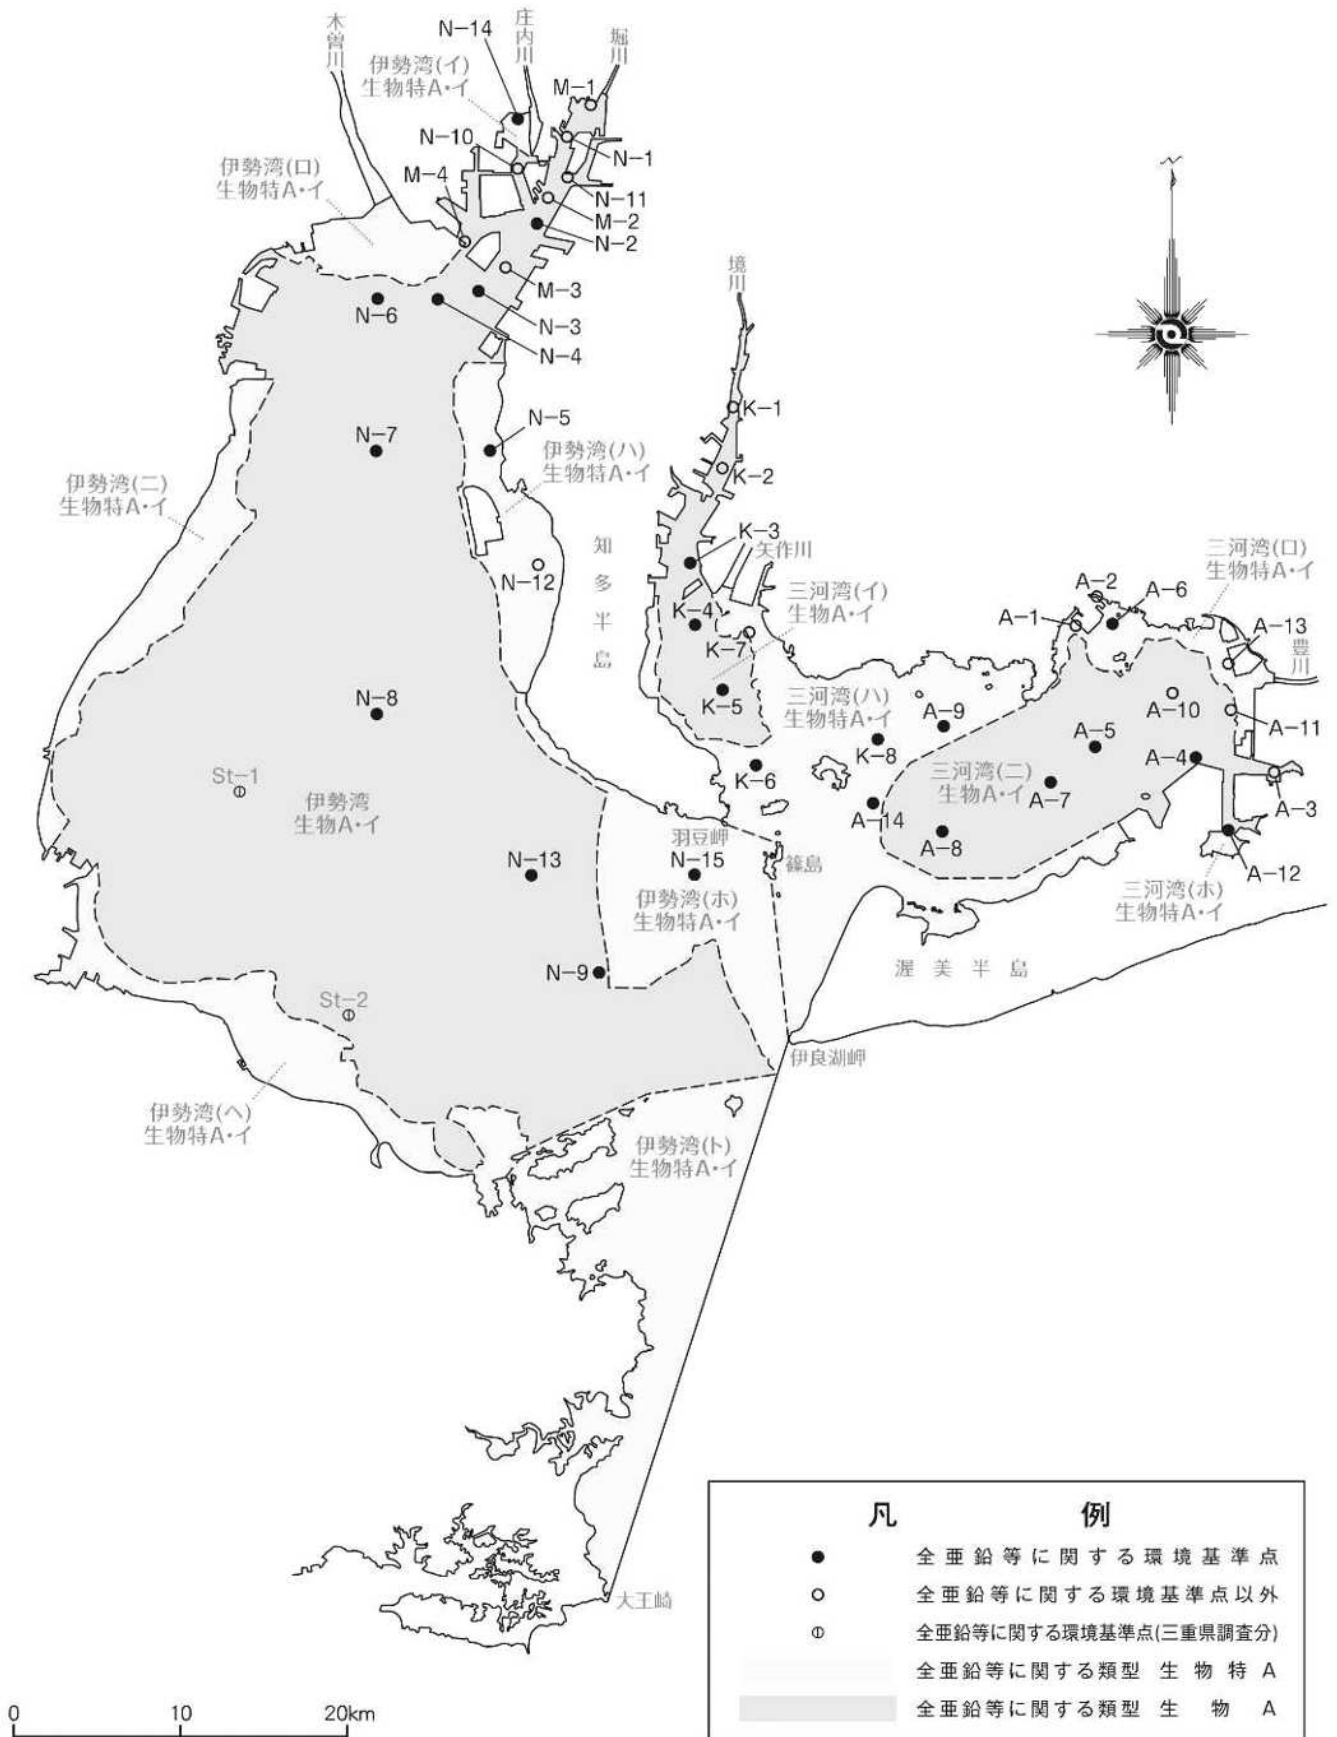 木曽川
庄内川
堀川
N-14
伊勢湾(イ)
生物特A・イ
M-1
N-10
N-1
伊勢湾(ロ)
生物特A・イ
M-4
N-11
M-2
N-2
境川
M-3
N-6
N-3
N-4
K-1
N-7
N-5
伊勢湾(ハ)
生物特A・イ
K-2
伊勢湾(ニ)
生物特A・イ
K-3
矢作川
知多半島
N-12
三河湾(イ)
生物A・イ
三河湾(ロ)
生物特A・イ
A-2
A-6
A-1
A-13
豊川
K-4
K-7
N-8
K-5
三河湾(ハ)
生物特A・イ
A-9
A-10
A-11
A-5
K-8
K-6
A-4
St-1
伊勢湾
生物A・イ
三河湾(ニ)
生物A・イ
A-7
A-14
A-3
羽豆岬
A-8
N-13
N-15
篠島
A-12
伊勢湾(ホ)
生物特A・イ
三河湾(ホ)
生物特A・イ
N-9
渥美半島
St-2
伊良湖岬
伊勢湾(ヘ)
生物特A・イ
伊勢湾(ト)
生物特A・イ
大王崎
凡例
全亜鉛等に関する環境基準点
全亜鉛等に関する環境基準点以外
全亜鉛等に関する環境基準点(三重県調査分)
全亜鉛等に関する類型 生物特A
全亜鉛等に関する類型 生物A
0 10 20km